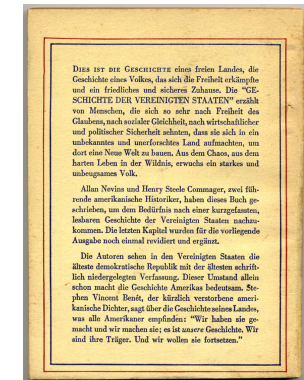 DIES IST DIE GESCHICHTE eines freien Landes, die
Geschichte eines Volkes, das sich die Freiheit erkämpfte
und ein friedliches und sicheres Zuhause. Die "GE-
SCHICHTE DER VEREINIGTEN STAATEN" erzählt
von Menschen, die sich so sehr nach Freiheit des
Glaubens, nach sozialer Gleichheit, nach wirtschaftlicher
und politischer Sicherheit sehnten, dass sie sich in ein
unbekanntes und unerforschtes Land aufmachten, um
dort eine Neue Welt zu bauen. Aus dem Chaos, aus dem
harten Leben in der Wildnis, erwuchs ein starkes und
unbeugsames Volk.
Allan Nevins und Henry Steele Commager, zwei füh-
rende amerikanische Historiker, haben dieses Buch ge-
schrieben, um dem Bedürfnis nach einer kurzgefassten,
lesbaren Geschichte der Vereinigten Staaten nachzu-
kommen. Die letzten Kapitel wurden für die vorliegende
Ausgabe noch einmal revidiert und ergänzt.
Die Autoren sehen in den Vereinigten Staaten die
älteste demokratische Republik mit der ältesten schrift-
lich niedergelegten Verfassung. Dieser Umstand allein
schon macht die Geschichte Amerikas bedeutsam. Ste-
phen Vincent Benét, der kürzlich verstorbene ameri-
kanische Dichter, sagt über die Geschichte seines Landes,
was alle Amerikaner empfinden: "Wir haben sie ge-
macht und wir machen sie; es ist unsere Geschichte. Wir
sind ihre Träger. Und wir wollen sie fortsetzen."